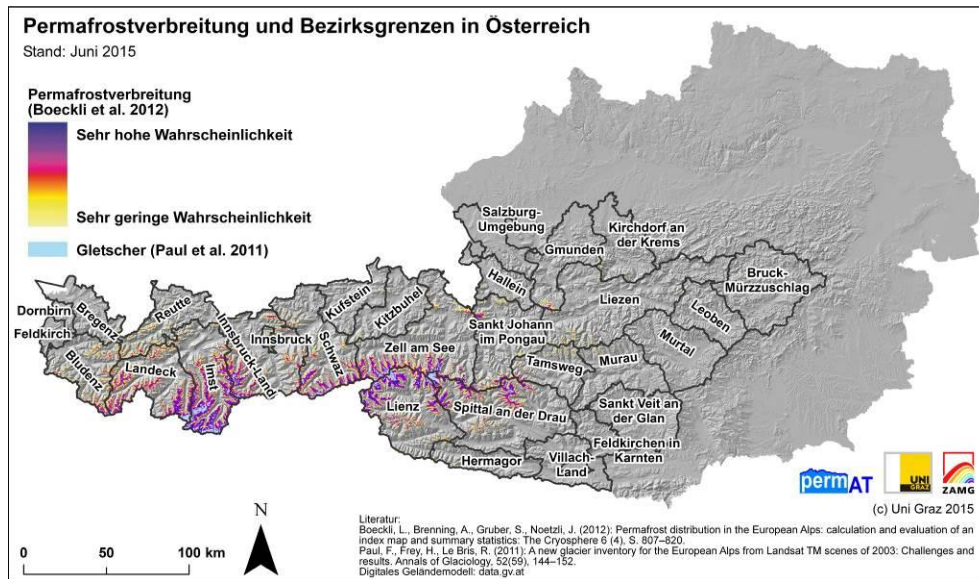 Permafrostverbreitung und Bezirksgrenzen in Österreich
Stand: Juni 2015
Permafrostverbreitung
(Boeckli et al. 2012)
Sehr hohe Wahrscheinlichkeit
Sehr geringe Wahrscheinlichkeit
Gletscher (Paul et al. 2011)
Salzburg-
Umgebung
Gmunden
Kirchdorf an
der Krems
Hallein
Liezen
Bruck-
Mürzzuschlag
Leoben
Dornbirn
Bregenz
Feldkirch
Reutte
Innsbruck-Land
Innsbruck
Kufstein
Kitzbuhel
Schwaz
Sankt Johann
im Pongau
Zell am See
Murtal
Bludenz
Landeck
Imst
Tamsweg
Murau
Lienz
Spittal an der Drau
Sankt Veit an
der Glan
Hermagor
Villach-
Land
Feldkirchen in
Karnten
permAT
UNI
GRAZ
ZAMG
(c) Uni Graz 2015
N
0 50 100 km
Literatur:
Boeckli, L., Brenning, A., Gruber, S., Noetzli, J. (2012): Permafrost distribution in the European Alps: calculation and evaluation of an
index map and summary statistics: The Cryosphere 6 (4), S. 807–820.
Paul, F., Frey, H., Le Bris, R. (2011): A new glacier inventory for the European Alps from Landsat TM scenes of 2003: Challenges and
results. Annals of Glaciology, 52(59), 144–152.
Digitales Geländemodell: data.gv.at